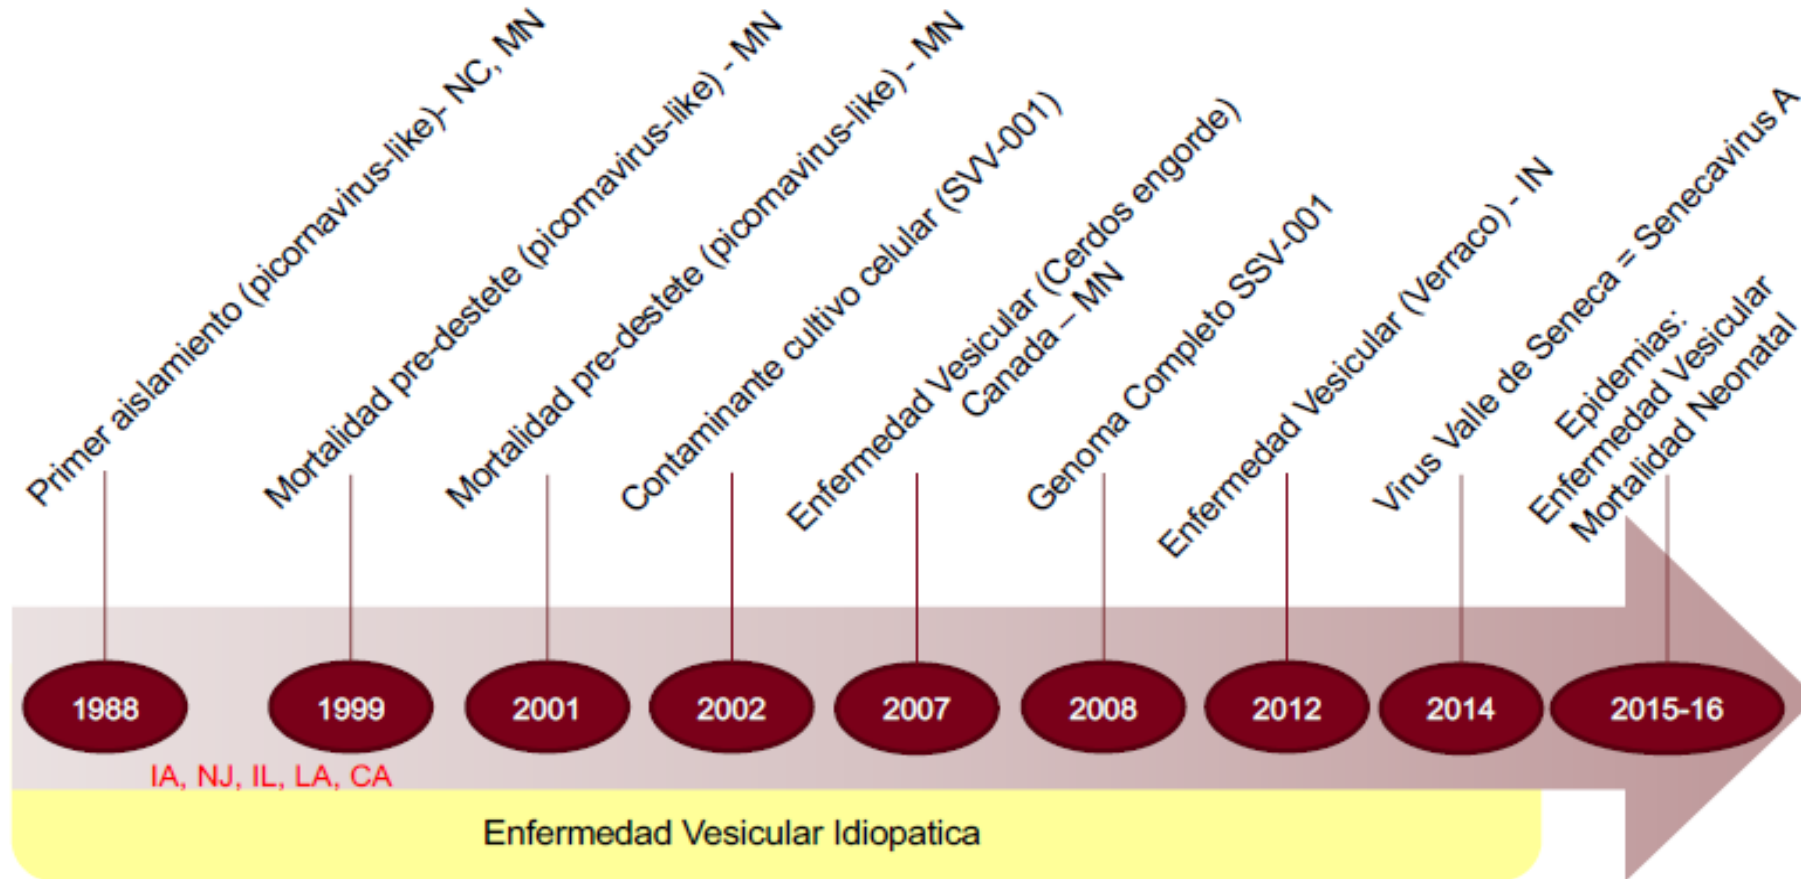 Primer aislamiento (picornavirus-like)- NC, MN
Mortalidad pre-destete (picornavirus-like) - MN
Mortalidad pre-destete (picornavirus-like) - MN
Contaminante cultivo celular (SVV-001)
Enfermedad Vesicular (Cerdos engorde)
Canada – MN
Genoma Completo SSV-001
Enfermedad Vesicular (Verraco) - IN
Virus Valle de Seneca = Senecavirus A
Epidemias:
Enfermedad Vesicular
Mortalidad Neonatal
1988
1999
2001
2002
2007
2008
2012
2014
2015-16
IA, NJ, IL, LA, CA
Enfermedad Vesicular Idiopatica